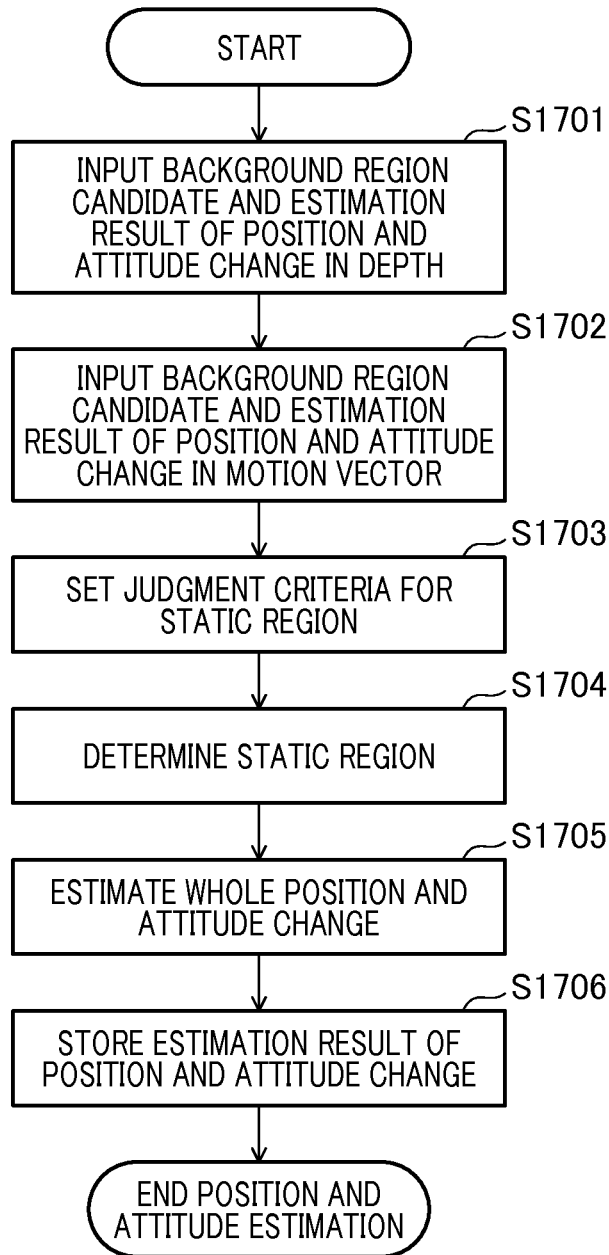 START
S1701
INPUT BACKGROUND REGION
CANDIDATE AND ESTIMATION
RESULT OF POSITION AND
ATTITUDE CHANGE IN DEPTH
S1702
INPUT BACKGROUND REGION
CANDIDATE AND ESTIMATION
RESULT OF POSITION AND ATTITUDE
CHANGE IN MOTION VECTOR
S1703
SET JUDGMENT CRITERIA FOR
STATIC REGION
S1704
DETERMINE STATIC REGION
S1705
ESTIMATE WHOLE POSITION AND
ATTITUDE CHANGE
S1706
STORE ESTIMATION RESULT OF
POSITION AND ATTITUDE CHANGE
END POSITION AND
ATTITUDE ESTIMATION